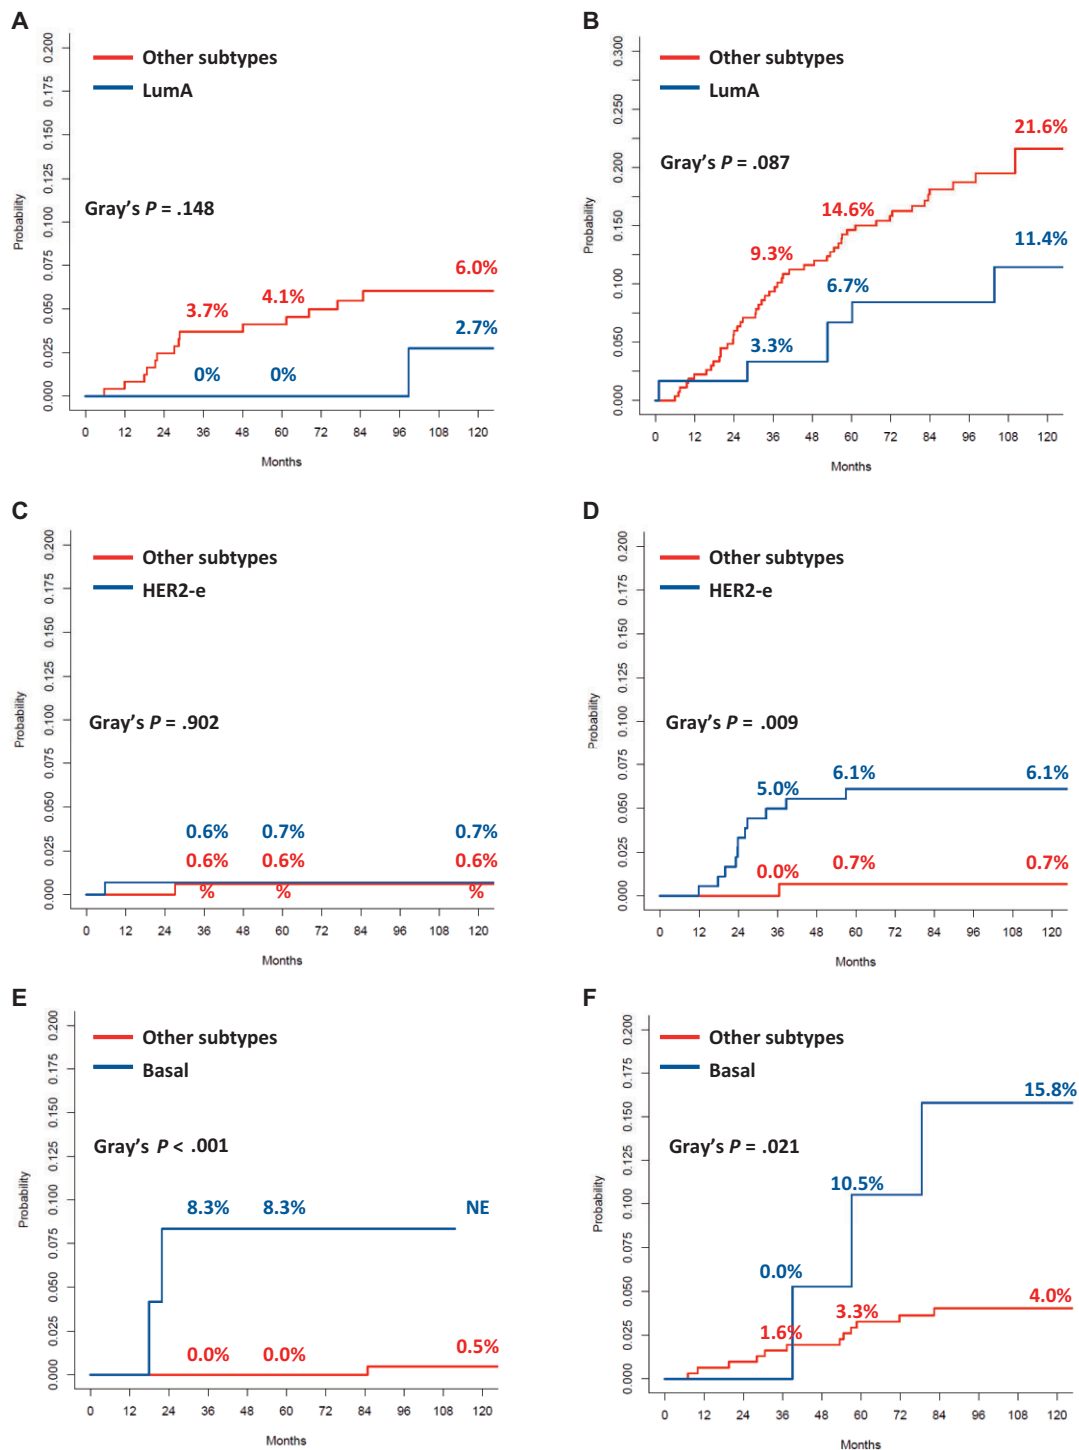 A
Other subtypes
LumA
Gray's P = .148
6.0%
3.7%
4.1%
2.7%
0%
0%
Probability
0.000 0.025 0.050 0.075 0.100 0.125 0.150 0.175 0.200
0 12 24 36 48 60 72 84 96 108 120
Months
B
Other subtypes
LumA
21.6%
Gray's P = .087
14.6%
9.3%
11.4%
6.7%
3.3%
Probability
0.000 0.050 0.100 0.150 0.200 0.250 0.300
0 12 24 36 48 60 72 84 96 108 120
Months
C
Other subtypes
HER2-e
Gray's P = .902
0.6% 0.7% 0.7%
0.6% 0.6% 0.6%
% % %
Probability
0.000 0.025 0.050 0.075 0.100 0.125 0.150 0.175 0.200
0 12 24 36 48 60 72 84 96 108 120
Months
D
Other subtypes
HER2-e
Gray's P = .009
5.0% 6.1% 6.1%
0.0% 0.7% 0.7%
Probability
0.000 0.025 0.050 0.075 0.100 0.125 0.150 0.175 0.200
0 12 24 36 48 60 72 84 96 108 120
Months
E
Other subtypes
Basal
Gray's P < .001
8.3% 8.3% NE
0.0% 0.0% 0.5%
Probability
0.000 0.025 0.050 0.075 0.100 0.125 0.150 0.175 0.200
0 12 24 36 48 60 72 84 96 108 120
Months
F
Other subtypes
Basal
15.8%
Gray's P = .021
10.5%
0.0%
1.6% 3.3% 4.0%
Probability
0.000 0.025 0.050 0.075 0.100 0.125 0.150 0.175 0.200
0 12 24 36 48 60 72 84 96 108 120
Months